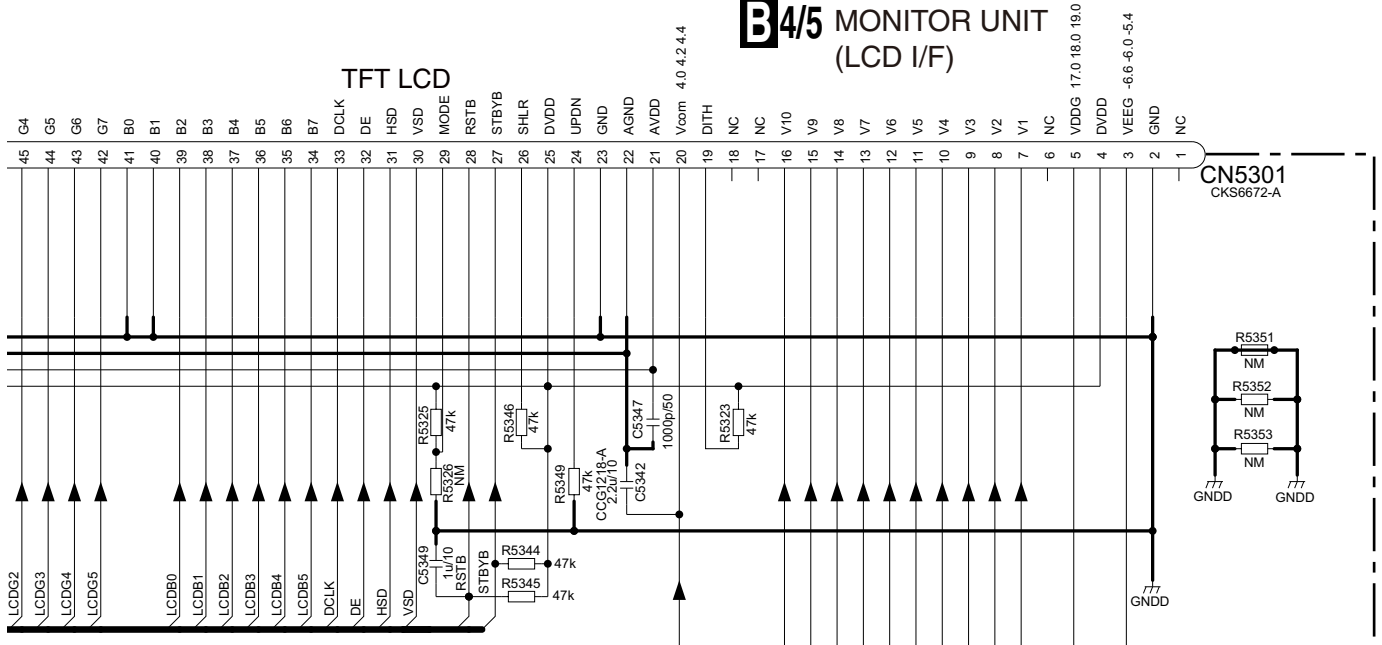 B 4/5 MONITOR UNIT
(LCD I/F)
TFT LCD
G4
G5
G6
G7
B0
B1
B2
B3
B4
B5
B6
B7
DCLK
DE
HSD
VSD
MODE
RSTB
STBYB
SHLR
DVDD
UPDN
GND
AGND
AVDD
Vcom 4.0 4.2 4.4
DITH
NC
NC
V10
V9
V8
V7
V6
V5
V4
V3
V2
V1
NC
VDDG 17.0 18.0 19.0
DVDD
VEEG -6.6 -6.0 -5.4
GND
NC
45
44
43
42
41
40
39
38
37
36
35
34
33
32
31
30
29
28
27
26
25
24
23
22
21
20
19
18
17
16
15
14
13
12
11
10
9
8
7
6
5
4
3
2
1
CN5301
CKS6672-A
R5351
NM
R5352
NM
R5353
NM
GNDD
GNDD
R5325
47k
R5346
47k
C5347
1000p/50
R5323
47k
R5326
NM
R5349
47k
CCG1218-A
2.2u/10
C5342
C5349
1u/10
RSTB
STBYB
R5344
47k
R5345
47k
GNDD
LCDG2
LCDG3
LCDG4
LCDG5
LCDB0
LCDB1
LCDB2
LCDB3
LCDB4
LCDB5
DCLK
DE
HSD
VSD